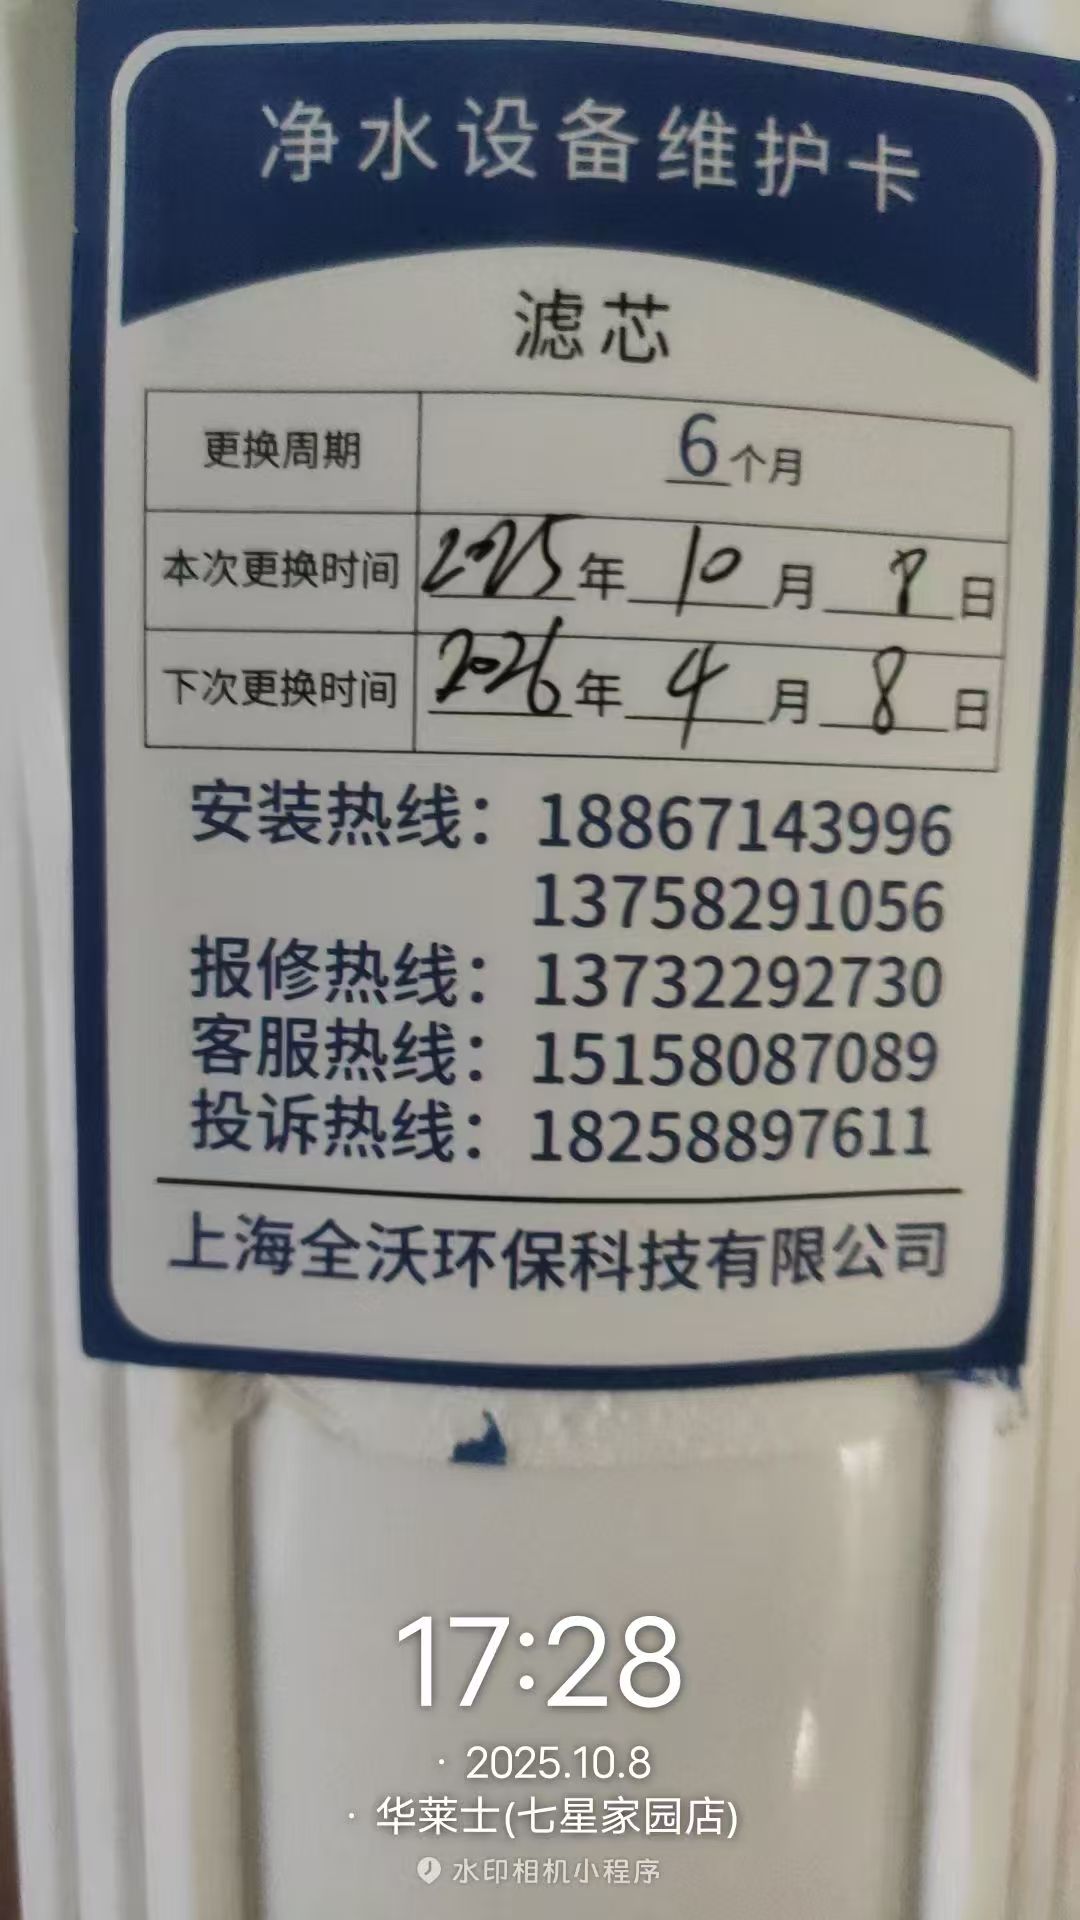 净水设备维护卡
滤芯
更换周期 6个月
本次更换时间 2025年10月8日
下次更换时间 2026年4月8日
安装热线：18867143996
13758291056
报修热线：13732292730
客服热线：15158087089
投诉热线：18258897611
上海全沃环保科技有限公司
17:28
· 2025.10.8
· 华莱士(七星家园店)
水印相机小程序